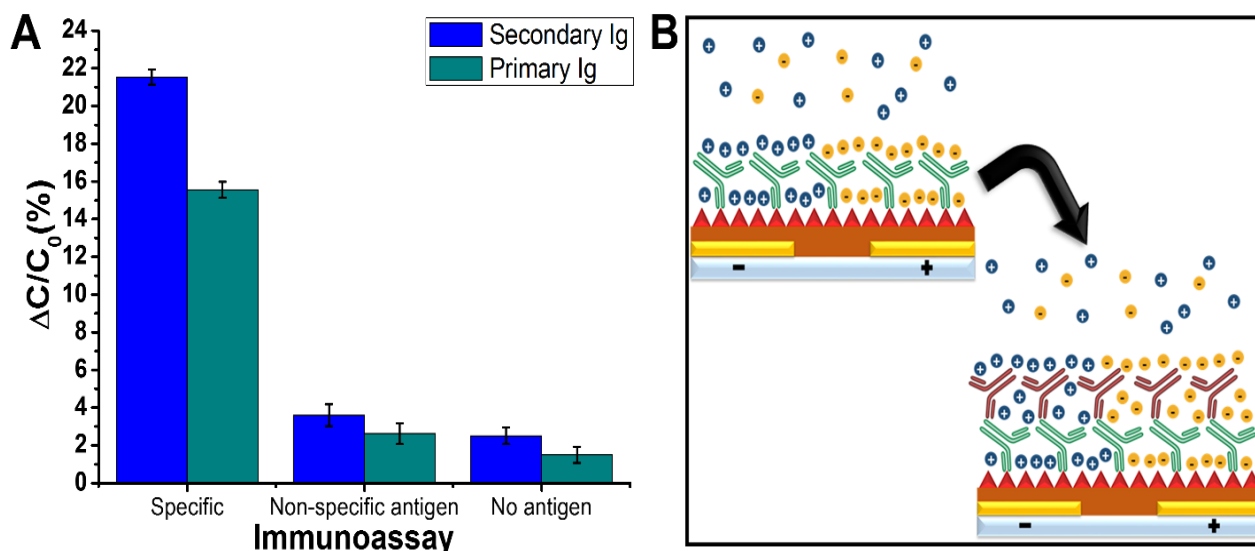 A
24
22
20
18
16
14
12
10
8
6
4
2
0
ΔC/C₀(%)
Secondary Ig
Primary Ig
Specific
Non-specific antigen
No antigen
Immunoassay
B
-
+
-
+